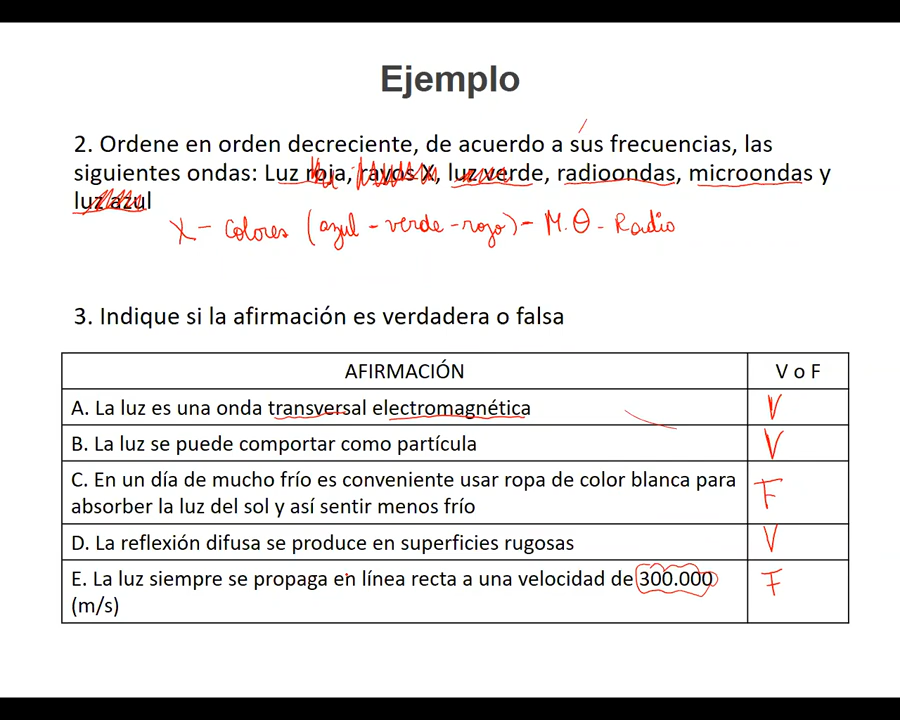 Ejemplo
2. Ordene en orden decreciente, de acuerdo a sus frecuencias, las
siguientes ondas: Luz roja, rayos X, luz verde, radioondas, microondas y
luz azul
X - Colores (azul - verde - rojo) - M.O - Radio
3. Indique si la afirmación es verdadera o falsa
AFIRMACIÓN V o F
A. La luz es una onda transversal electromagnética V
B. La luz se puede comportar como partícula V
C. En un día de mucho frío es conveniente usar ropa de color blanca para
absorber la luz del sol y así sentir menos frío F
D. La reflexión difusa se produce en superficies rugosas V
E. La luz siempre se propaga en línea recta a una velocidad de 300.000
(m/s) F